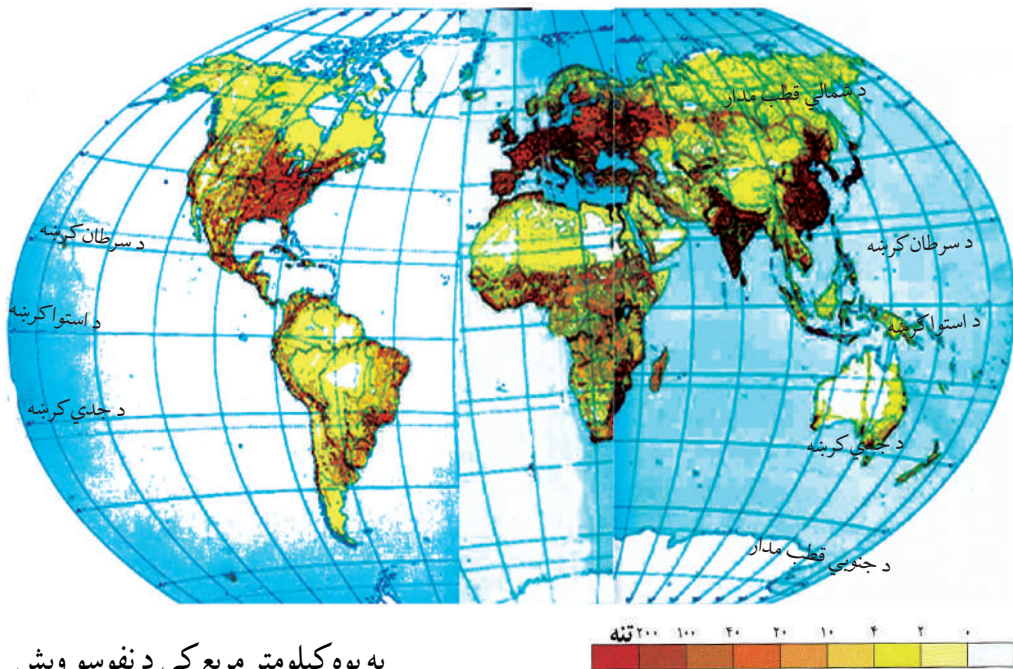 د شمالي قطب مدار
د سرطان کرښه
د سرطان کرښه
د استوا کرښه
د استوا کرښه
د جدي کرښه
د جدي کرښه
د جنوبي قطب مدار
تنه ۲۰۰ ۱۰۰ ۴۰ ۲۰ ۱۰ ۴ ۲ ۰
په یوه کیلومتر مربع کې د نفوسو ویش